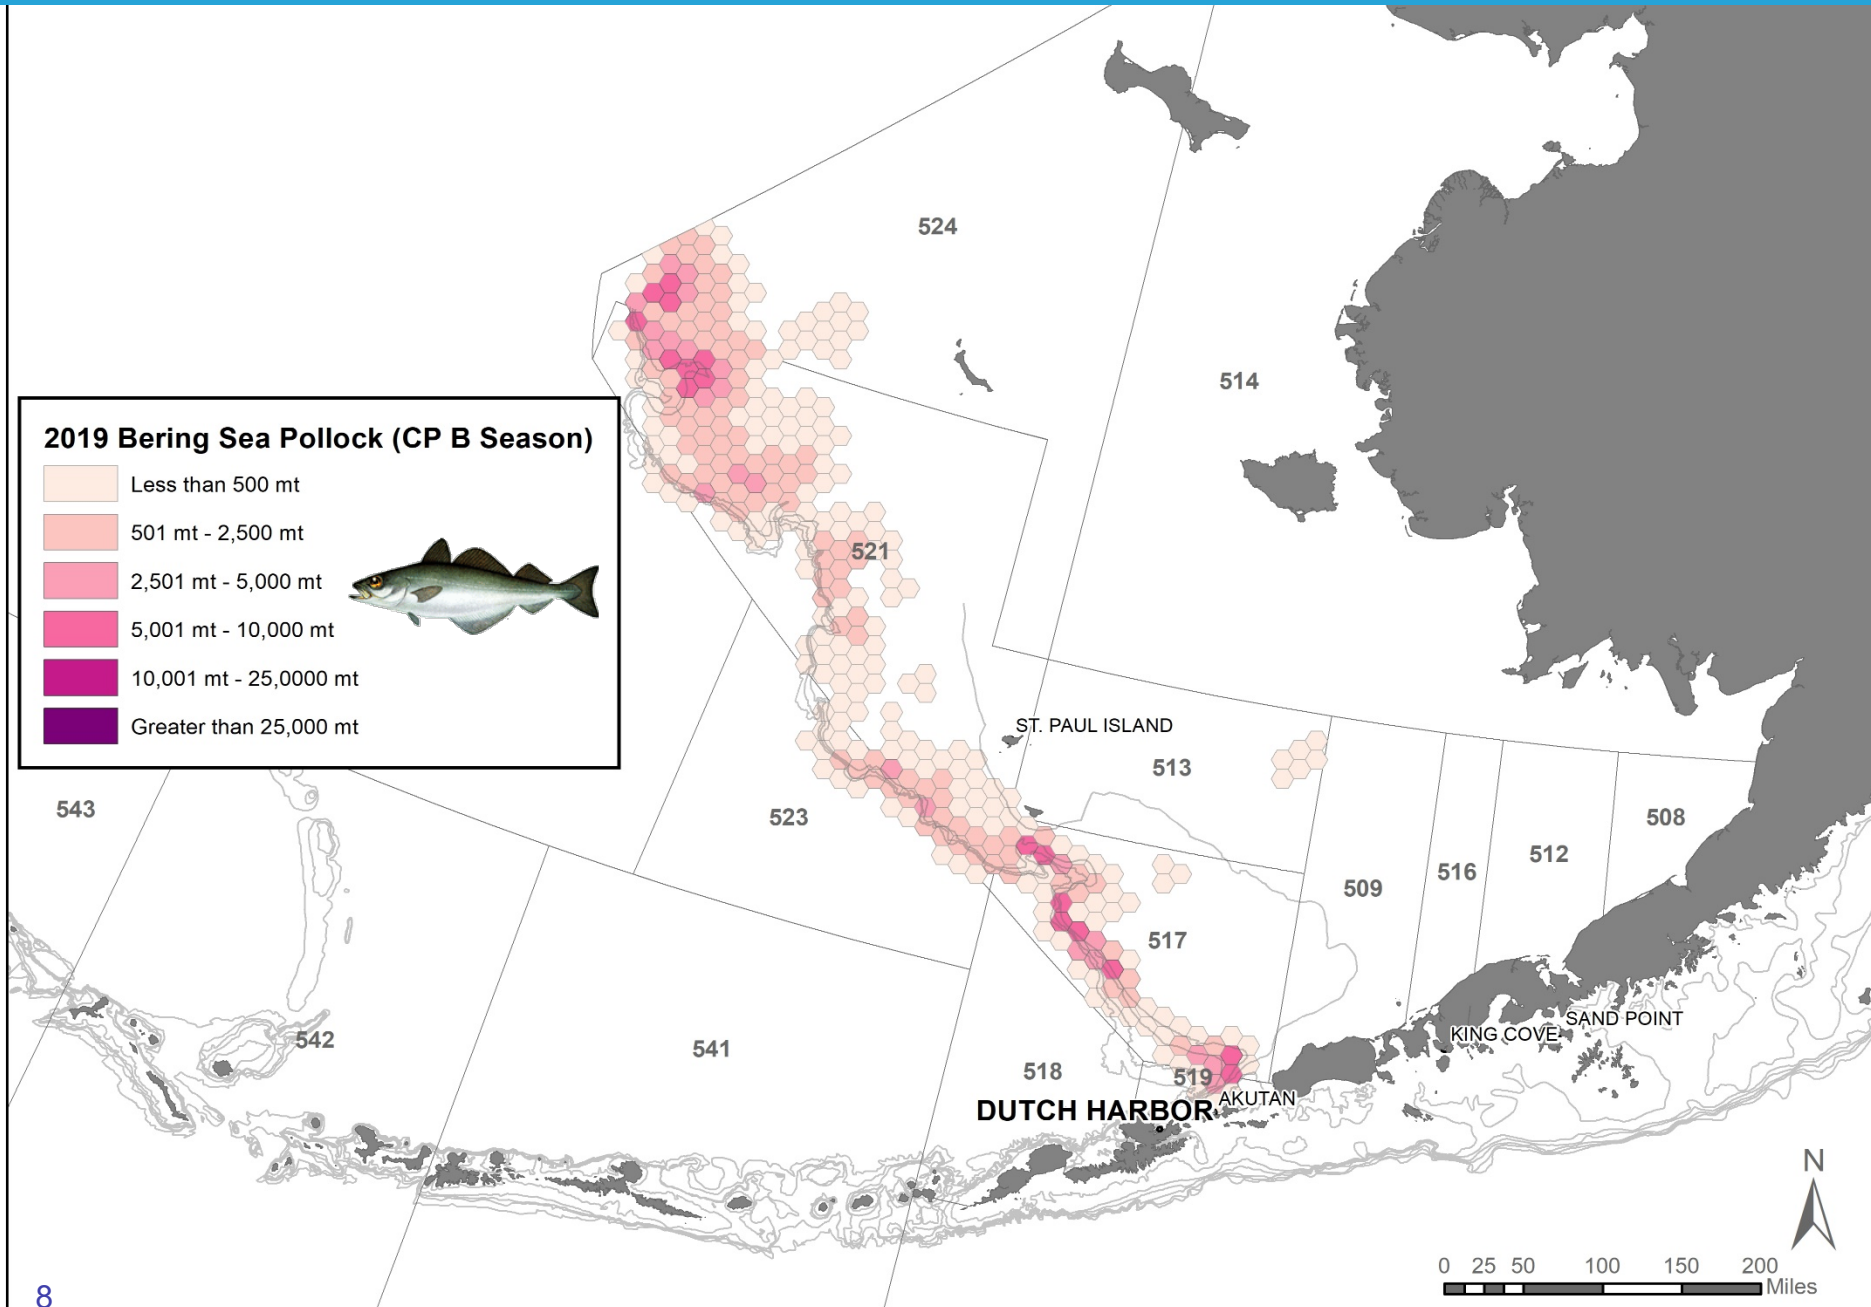 524
514
2019 Bering Sea Pollock (CP B Season)
Less than 500 mt
501 mt - 2,500 mt
2,501 mt - 5,000 mt
5,001 mt - 10,000 mt
10,001 mt - 25,0000 mt
Greater than 25,000 mt
521
ST. PAUL ISLAND
513
543
523
508
512
516
509
517
SAND POINT
KING COVE
542
541
518
519
AKUTAN
DUTCH HARBOR
N
0 25 50 100 150 200
Miles
8